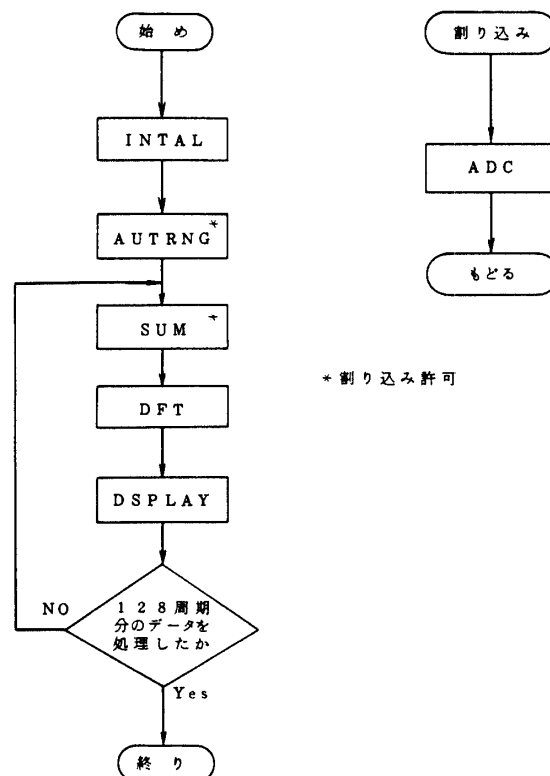 始め
INTAL
AUTRNG*
SUM*
DFT
DSPLAY
NO
128周期
分のデータを
処理したか
Yes
終り
割り込み
ADC
もどる
*割り込み許可